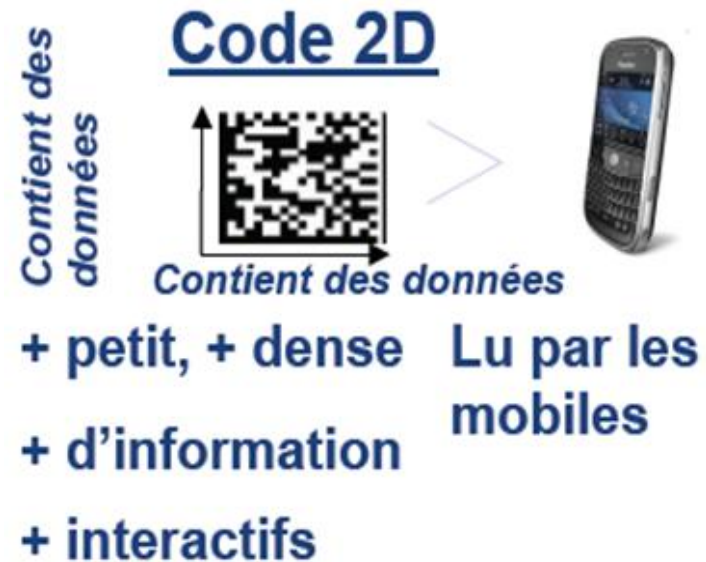 Code 2D
Contient des
données
Contient des données
+ petit, + dense
Lu par les
mobiles
+ d’information
+ interactifs